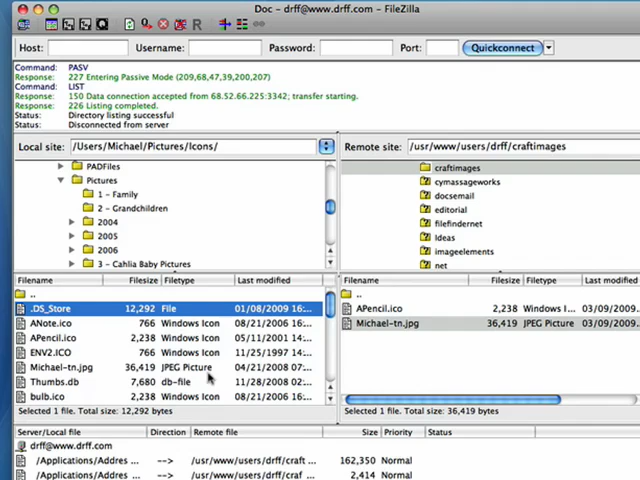 Doc - drff@www.drff.com - FileZilla
Host: Username: Password: Port: Quickconnect
Command: PASV
Response: 227 Entering Passive Mode (209,68,47,39,200,207)
Command: LIST
Response: 150 Data connection accepted from 68.52.66.225:3342; transfer starting.
Response: 226 Listing completed.
Status: Directory listing successful
Status: Disconnected from server
Local site: /Users/Michael/Pictures/Icons/
Remote site: /usr/www/users/drff/craftimages
PADFiles
Pictures
1 - Family
2 - Grandchildren
2004
2005
2006
3 - Cahlia Baby Pictures
craftimages
cymassageworks
docsemail
editorial
filefindernet
Ideas
imageelements
net
Filename Filesize Filetype Last modified
..
.DS_Store 12,292 File 01/08/2009 16:...
ANote.ico 766 Windows Icon 08/21/2006 16:...
APencil.ico 2,238 Windows Icon 05/11/2001 14:...
ENV2.ICO 766 Windows Icon 11/25/1997 14:...
Michael-tn.jpg 36,419 JPEG Picture 04/21/2008 07:...
Thumbs.db 7,680 db-file 11/28/2008 02:...
bulb.ico 2,238 Windows Icon 08/21/2006 16:...
Selected 1 file. Total size: 12,292 bytes
Filename Filesize Filetype Last modified
..
APencil.ico 2,238 Windows I... 03/09/2009.
Michael-tn.jpg 36,419 JPEG Picture 03/09/2009.
Selected 1 file. Total size: 36,419 bytes
Server/Local file Direction Remote file Size Priority Status
drff@www.drff.com
/Applications/Addres ... --> /usr/www/users/drff/craft ... 162,350 Normal
/Applications/Addres ... --> /usr/www/users/drff/craf ... 2,414 Normal